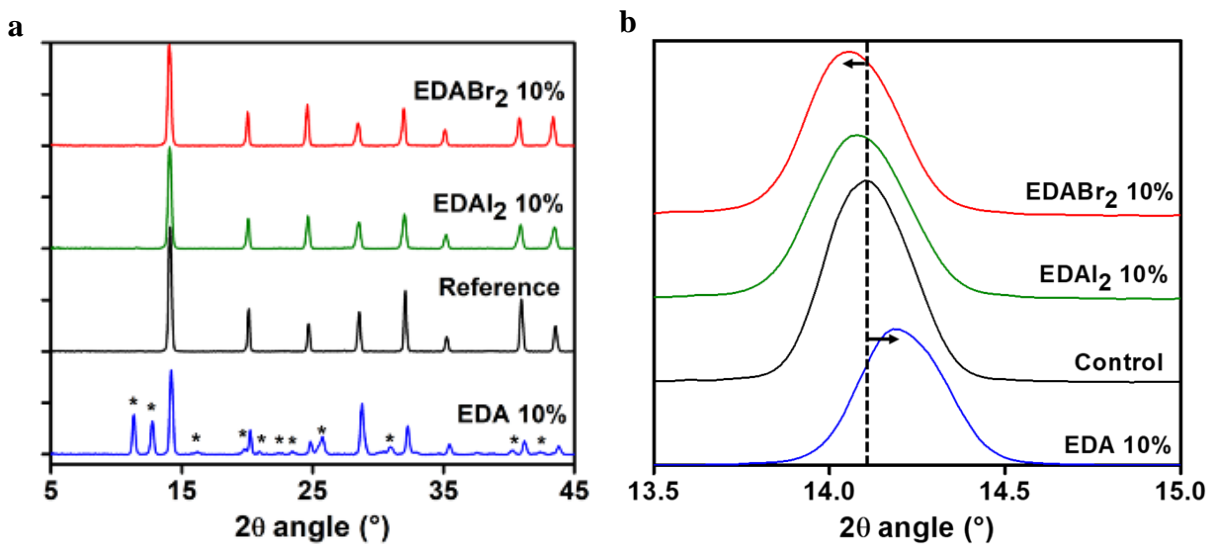 a
EDABr2 10%
EDAI2 10%
Reference
* * * * * * * * * * *
EDA 10%
5 15 25 35 45
2θ angle (°)
b
EDABr2 10%
EDAI2 10%
Control
EDA 10%
13.5 14.0 14.5 15.0
2θ angle (°)